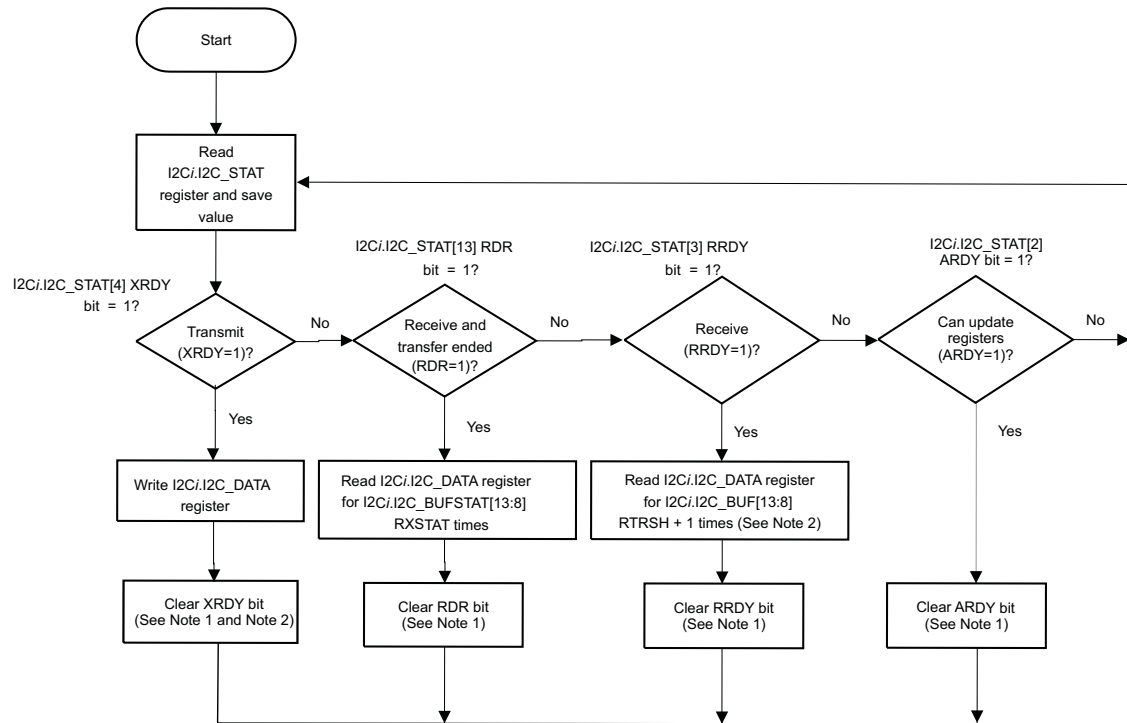 Start
Read
I2Ci.I2C_STAT
register and save
value
I2Ci.I2C_STAT[4] XRDY
bit = 1?
I2Ci.I2C_STAT[13] RDR
bit = 1?
I2Ci.I2C_STAT[3] RRDY
bit = 1?
I2Ci.I2C_STAT[2]
ARDY bit = 1?
Transmit
(XRDY=1)?
No
Receive and
transfer ended
(RDR=1)?
No
Receive
(RRDY=1)?
No
Can update
registers
(ARDY=1)?
No
Yes
Yes
Yes
Yes
Write I2Ci.I2C_DATA
register
Read I2Ci.I2C_DATA register
for I2Ci.I2C_BUFSTAT[13:8]
RXSTAT times
Read I2Ci.I2C_DATA register
for I2Ci.I2C_BUF[13:8]
RTRSH + 1 times (See Note 2)
Clear XRDY bit
(See Note 1 and Note 2)
Clear RDR bit
(See Note 1)
Clear RRDY bit
(See Note 1)
Clear ARDY bit
(See Note 1)